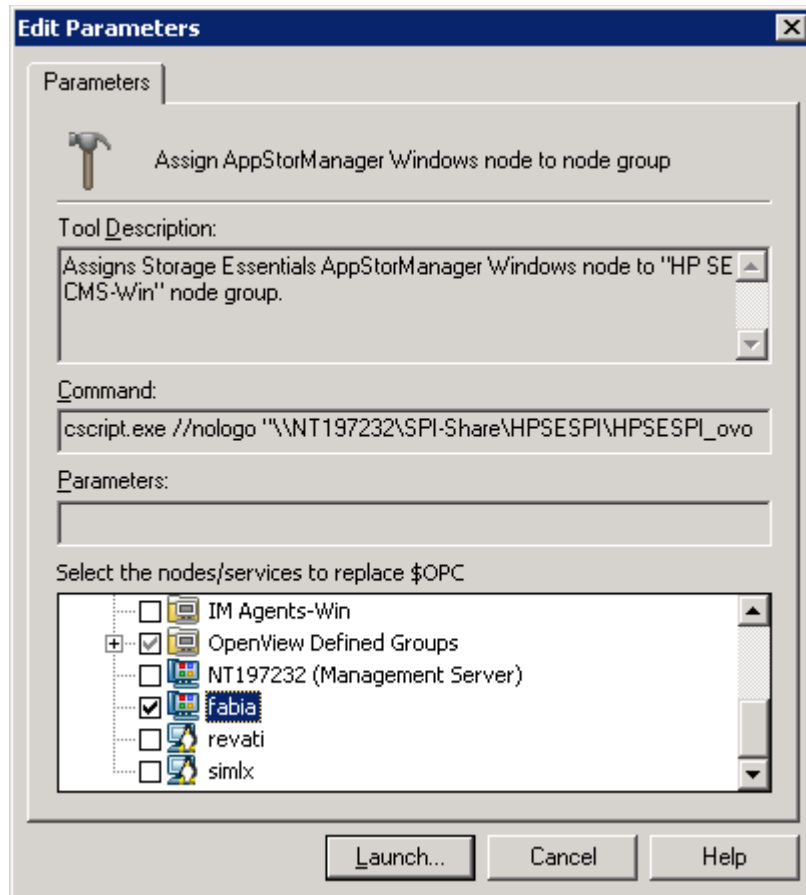 Edit Parameters
Parameters
Assign AppStorManager Windows node to node group
Tool Description:
Assigns Storage Essentials AppStorManager Windows node to "HP SE
CMS-Win" node group.
Command:
cscript.exe //nologo "\\NT197232\SPI-Share\HPSESPI\HPSESPI_ovo
Parameters:
Select the nodes/services to replace $OPC
IM Agents-Win
OpenView Defined Groups
NT197232 (Management Server)
fabia
revati
simlx
Launch...
Cancel
Help